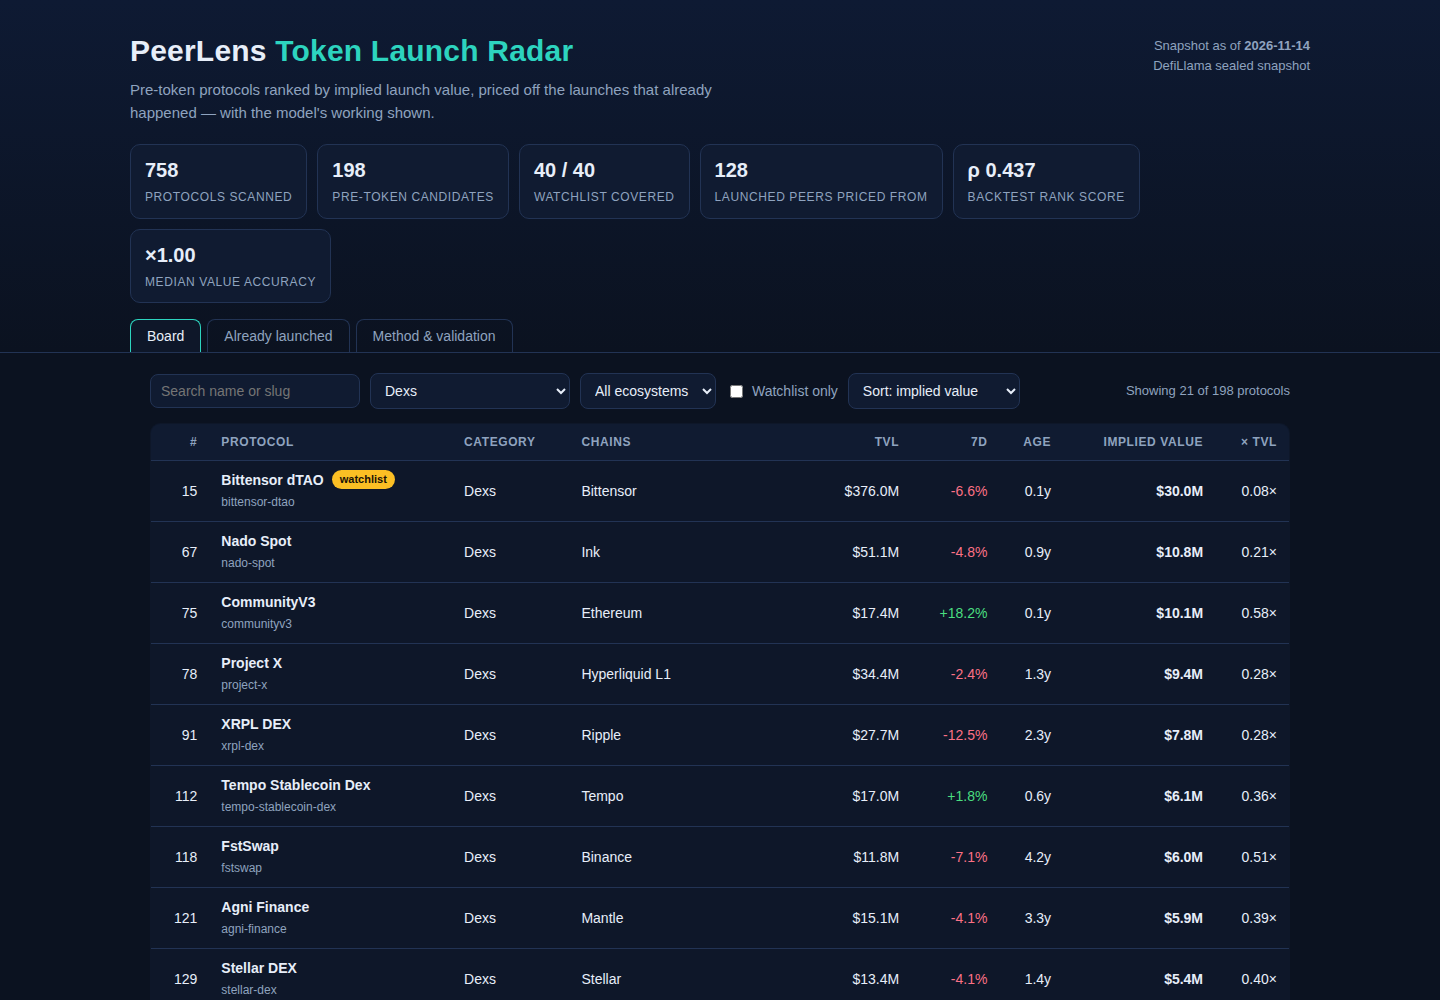 PeerLens Token Launch Radar
Snapshot as of 2026-11-14
DefiLlama sealed snapshot
Pre-token protocols ranked by implied launch value, priced off the launches that already
happened — with the model's working shown.
758
PROTOCOLS SCANNED
198
PRE-TOKEN CANDIDATES
40 / 40
WATCHLIST COVERED
128
LAUNCHED PEERS PRICED FROM
ρ 0.437
BACKTEST RANK SCORE
×1.00
MEDIAN VALUE ACCURACY
Board Already launched Method & validation
Search name or slug Dexs All ecosystems Watchlist only Sort: implied value Showing 21 of 198 protocols
# PROTOCOL CATEGORY CHAINS TVL 7D AGE IMPLIED VALUE × TVL
15 Bittensor dTAO watchlist Dexs Bittensor $376.0M -6.6% 0.1y $30.0M 0.08×
bittensor-dtao
67 Nado Spot Dexs Ink $51.1M -4.8% 0.9y $10.8M 0.21×
nado-spot
75 CommunityV3 Dexs Ethereum $17.4M +18.2% 0.1y $10.1M 0.58×
communityv3
78 Project X Dexs Hyperliquid L1 $34.4M -2.4% 1.3y $9.4M 0.28×
project-x
91 XRPL DEX Dexs Ripple $27.7M -12.5% 2.3y $7.8M 0.28×
xrpl-dex
112 Tempo Stablecoin Dex Dexs Tempo $17.0M +1.8% 0.6y $6.1M 0.36×
tempo-stablecoin-dex
118 FstSwap Dexs Binance $11.8M -7.1% 4.2y $6.0M 0.51×
fstswap
121 Agni Finance Dexs Mantle $15.1M -4.1% 3.3y $5.9M 0.39×
agni-finance
129 Stellar DEX Dexs Stellar $13.4M -4.1% 1.4y $5.4M 0.40×
stellar-dex